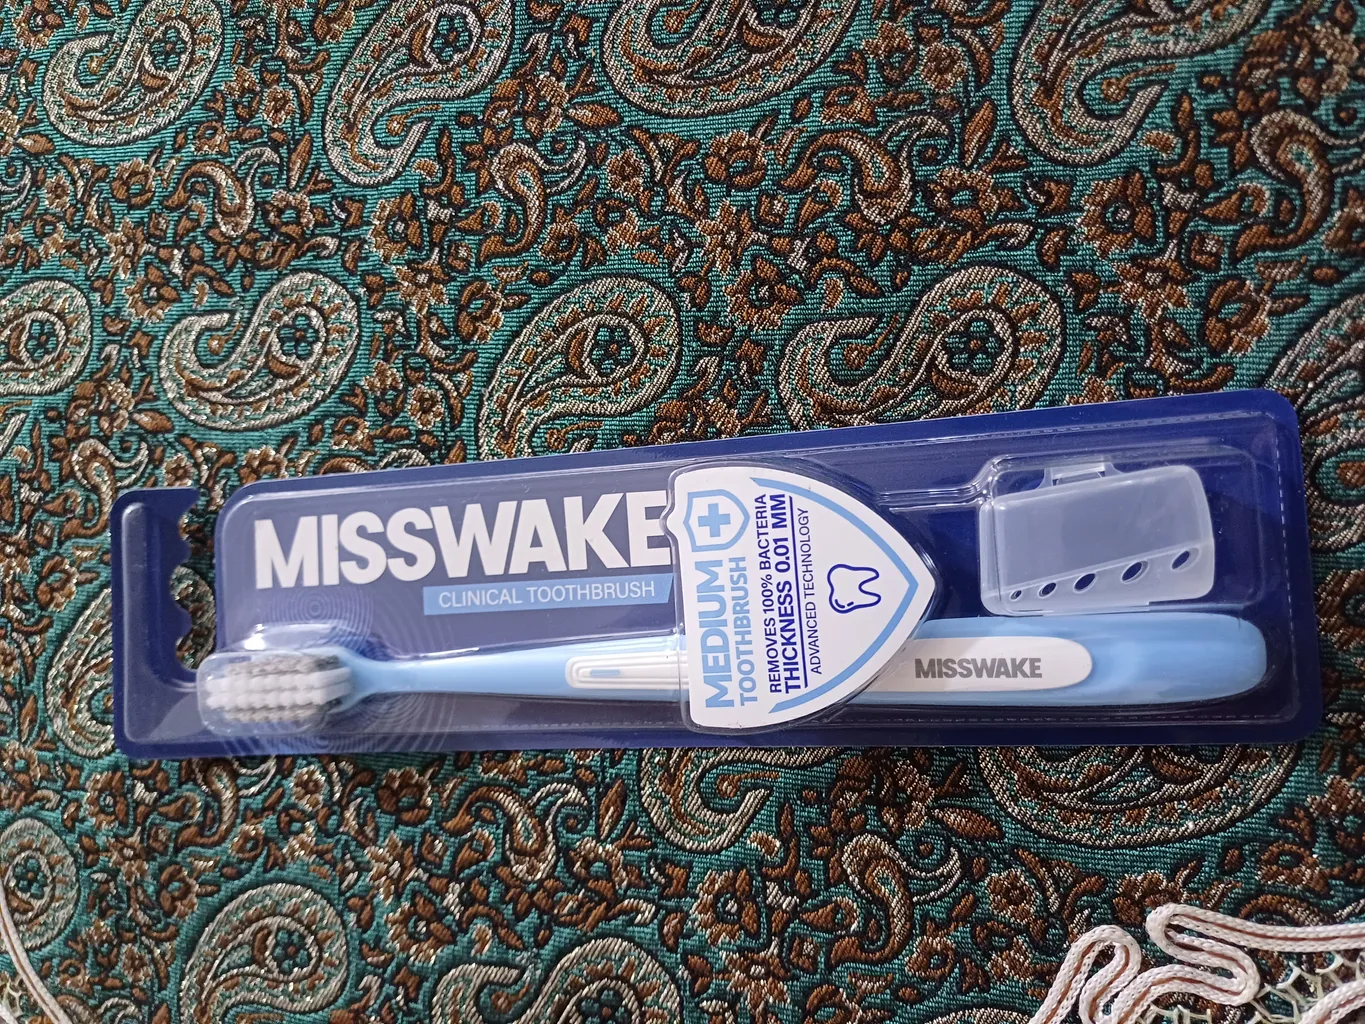 MISSWAKE
CLINICAL TOOTHBRUSH
MEDIUM
TOOTHBRUSH
REMOVES 100% BACTERIA
THICKNESS 0.01 MM
ADVANCED TECHNOLOGY
MISSWAKE